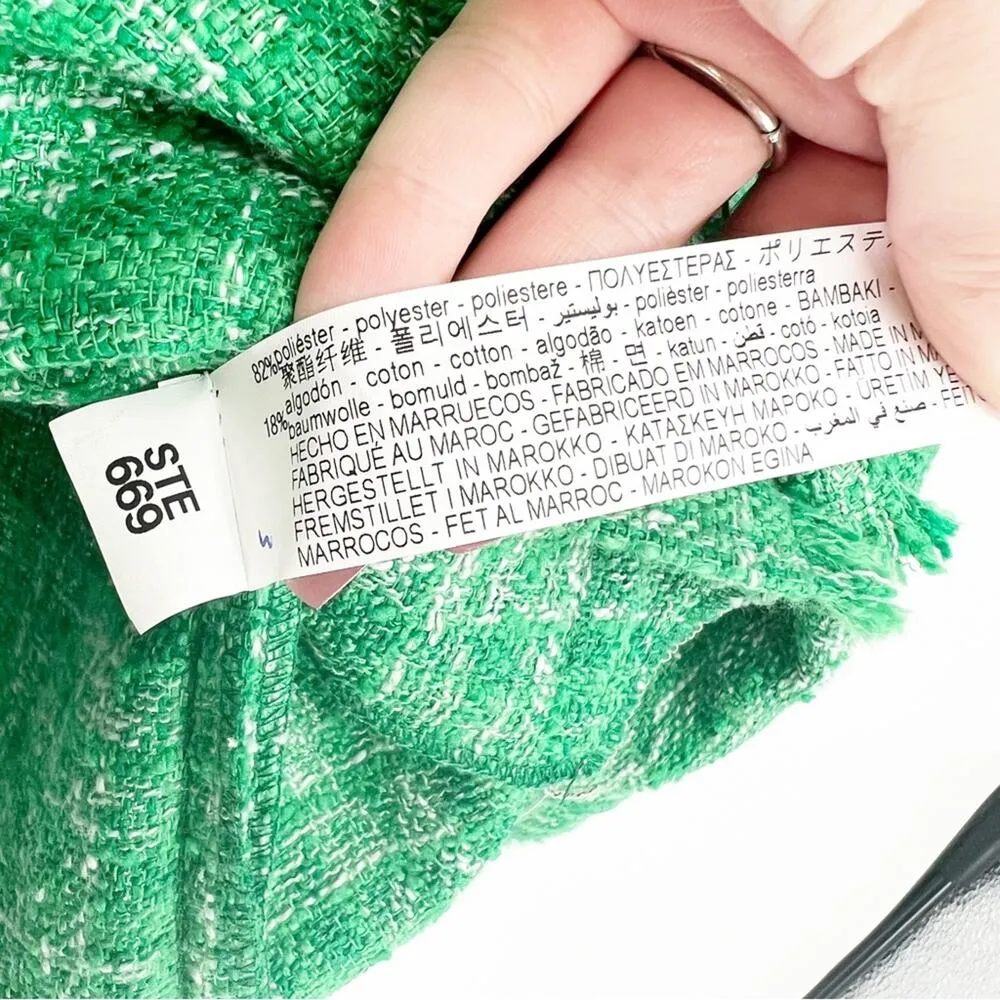 STE
669
82% poliéster - polyester - poliestere - ΠΟΛΥΕΣΤΕΡΑΣ - ポリエステ
聚酯纤维 - 폴리에스터 - بوليستير - polièster - poliesterra
18% algodón - coton - cotton - algodão - katoen - cotone - BAMBAKI -
baumwolle - bomuld - bombaž - 棉 - 면 - katun - قطن - cotó - kotoia
HECHO EN MARRUECOS - FABRICADO EM MARROCOS - MADE IN M
FABRIQUÉ AU MAROC - GEFABRICEERD IN MAROKKO - FATTO IN MA
HERGESTELLT IN MAROKKO - ΚΑΤΑΣΚΕΥΗ ΜΑΡΟΚΟ - ÜRETIM YE
FREMSTILLET I MAROKKO - DIBUAT DI MAROKO - صنع في المغرب - FEIT
MARROCOS - FET AL MARROC - MAROKON EGINA